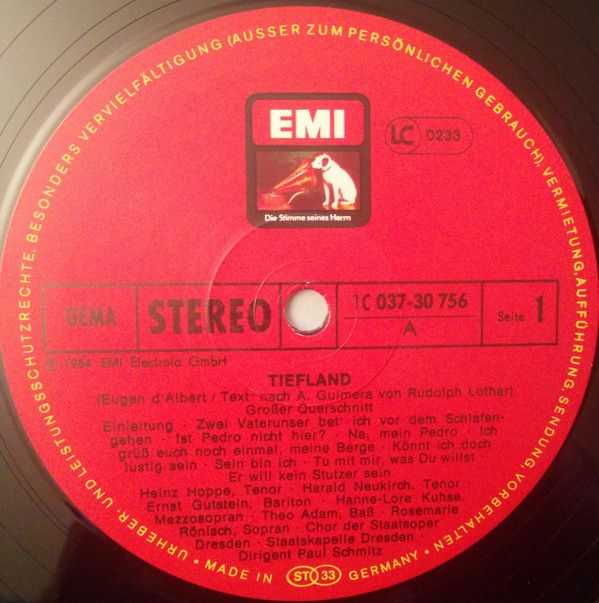 URHEBER- UND LEISTUNGSSCHUTZRECHTE, BESONDERS VERVIELFÄLTIGUNG (AUSSER ZUM PERSÖNLICHEN GEBRAUCH), VERMIETUNG, AUFFÜHRUNG, SENDUNG, VORBEHALTEN
EMI
LC 0233
Die Stimme seines Herrn
GEMA
STEREO
1C 037-30 756
A
Seite 1
Ⓟ 1964 EMI Electrola GmbH
TIEFLAND
(Eugen d'Albert / Text: nach A. Guimera von Rudolph Lothar)
Großer Querschnitt
Einleitung · Zwei Vaterunser bet' ich vor dem Schlafen-
gehen · Ist Pedro nicht hier? · Na, mein Pedro · Ich
grüß euch noch einmal, meine Berge · Könnt ich doch
lustig sein · Sein bin ich · Tu mit mir, was Du willst
Er will kein Stutzer sein
Heinz Hoppe, Tenor · Harald Neukirch, Tenor
Ernst Gutstein, Bariton · Hanne-Lore Kuhse,
Mezzosopran · Theo Adam, Baß · Rosemarie
Rönisch, Sopran · Chor der Staatsoper
Dresden · Staatskapelle Dresden ·
Dirigent Paul Schmitz
· MADE IN ST 33 GERMANY ·